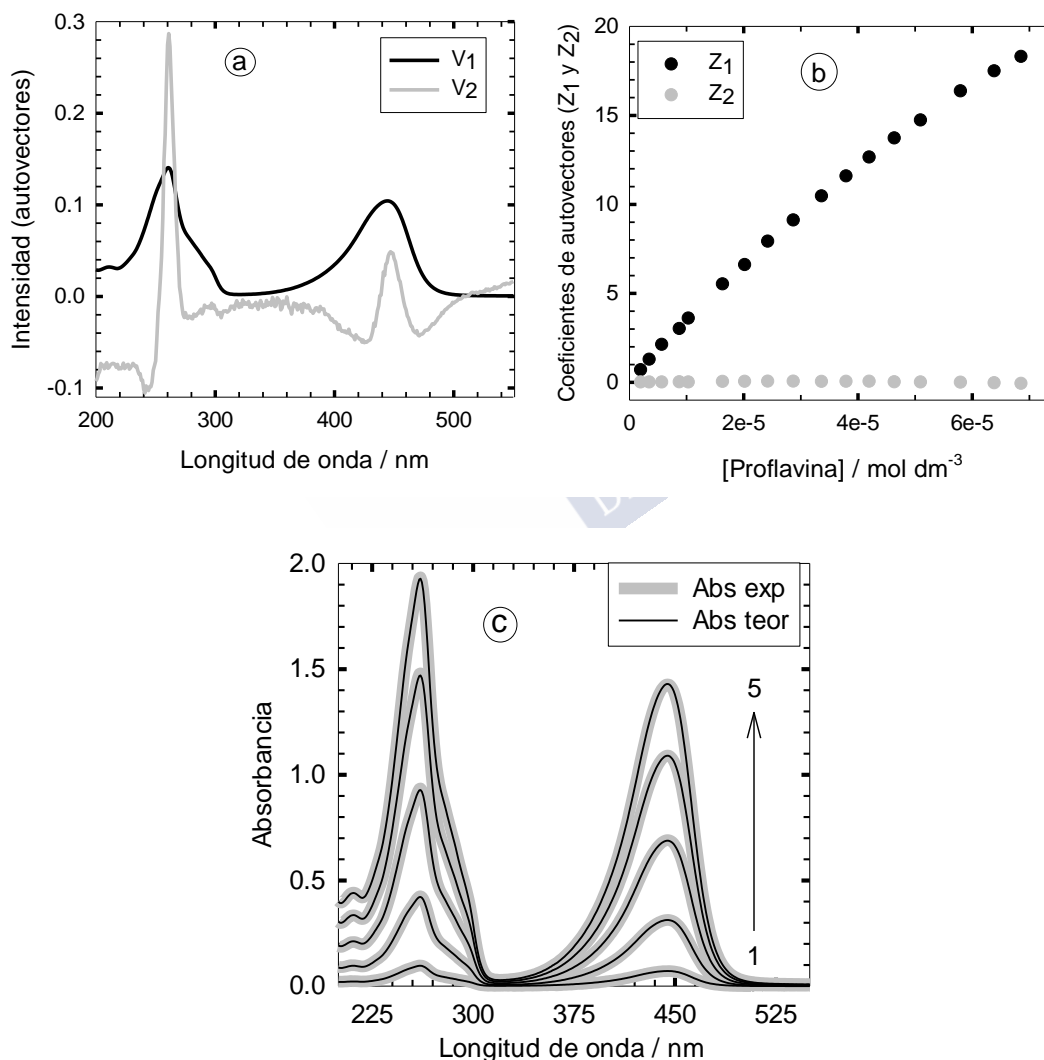 a
V1
V2
0.3
0.2
0.1
0.0
-0.1
200
300
400
500
Intensidad (autovectores)
Longitud de onda / nm
b
Z1
Z2
20
15
10
5
0
0
2e-5
4e-5
6e-5
Coeficientes de autovectores (Z1 y Z2)
[Proflavina] / mol dm-3
c
Abs exp
Abs teor
5
1
2.0
1.5
1.0
0.5
0.0
225
300
375
450
525
Absorbancia
Longitud de onda / nm